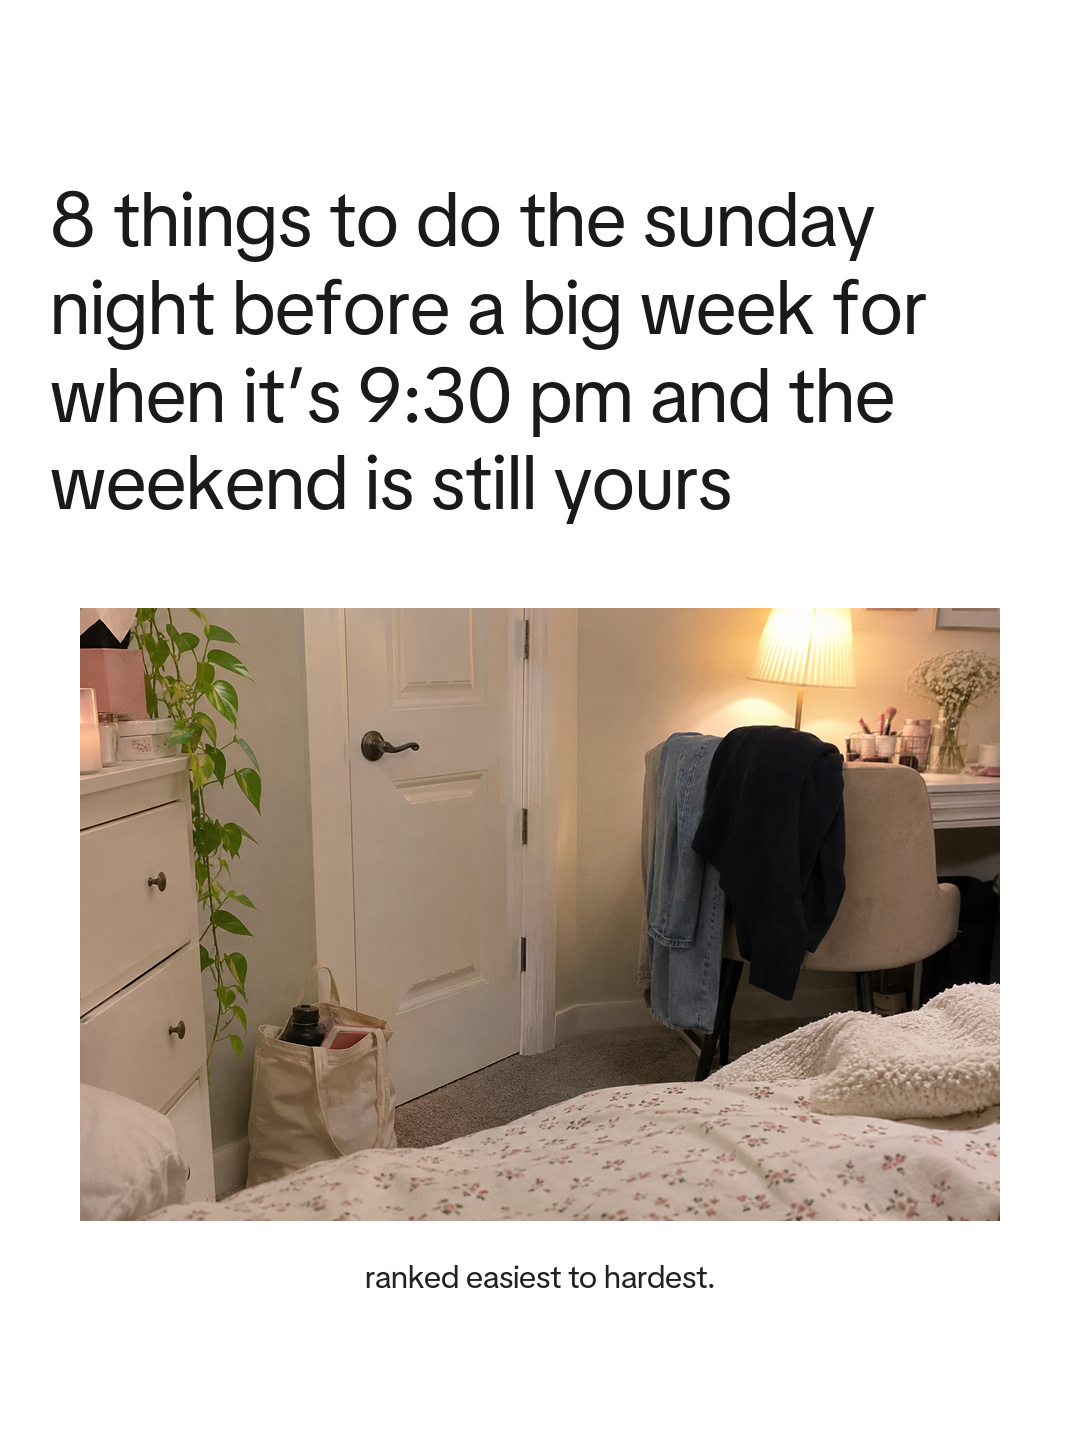 8 things to do the sunday
night before a big week for
when it’s 9:30 pm and the
weekend is still yours
ranked easiest to hardest.